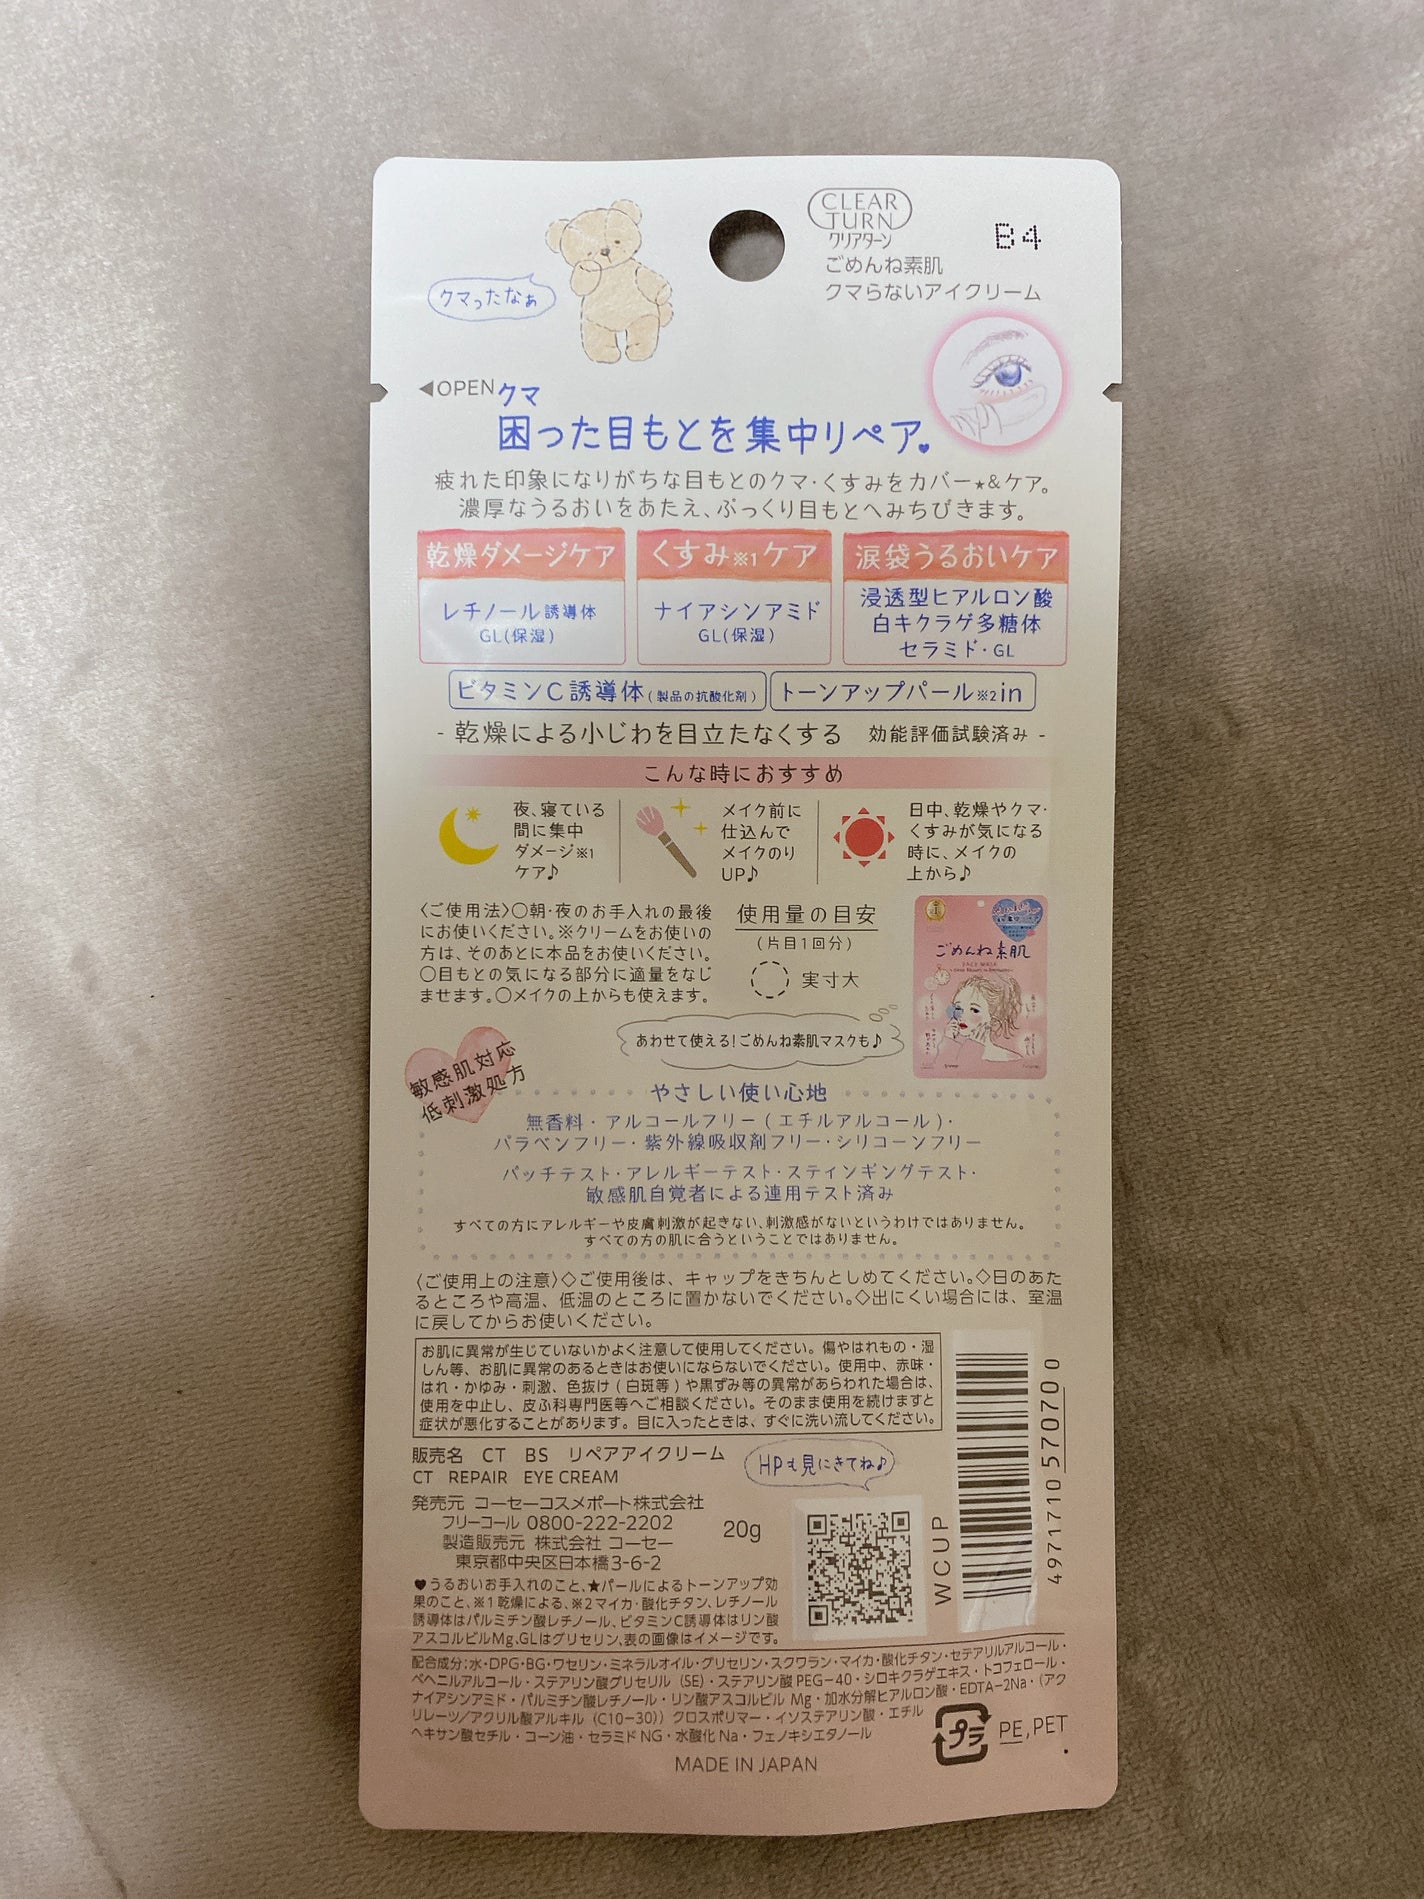 CLEAR
TURN
クリアターン
B4
ごめんね素肌
クマらないアイクリーム
クマったなぁ
◀OPEN
クマ
困った目もとを集中リペア♥
疲れた印象になりがちな目もとのクマ・くすみをカバー★&ケア。
濃厚なうるおいをあたえ、ぷっくり目もとへみちびきます。
乾燥ダメージケア
レチノール誘導体
GL(保湿)
くすみ※1ケア
ナイアシンアミド
GL(保湿)
涙袋うるおいケア
浸透型ヒアルロン酸
白キクラゲ多糖体
セラミド・GL
ビタミンC誘導体(製品の抗酸化剤)
トーンアップパール※2in
- 乾燥による小じわを目立たなくする 効能評価試験済み -
こんな時におすすめ
夜、寝ている
間に集中
ダメージ※1
ケア♪
メイク前に
仕込んで
メイクのり
UP♪
日中、乾燥やクマ・
くすみが気になる
時に、メイクの
上から♪
〈ご使用法〉○朝・夜のお手入れの最後
にお使いください。※クリームをお使いの
方は、そのあとに本品をお使いください。
○目もとの気になる部分に適量をなじ
ませます。○メイクの上からも使えます。
使用量の目安
(片目1回分)
実寸大
ごめんね素肌
FACE MASK
あわせて使える!ごめんね素肌マスクも♪
敏感肌対応
低刺激処方
やさしい使い心地
無香料・アルコールフリー(エチルアルコール)・
パラベンフリー・紫外線吸収剤フリー・シリコーンフリー
パッチテスト・アレルギーテスト・スティンギングテスト・
敏感肌自覚者による連用テスト済み
すべての方にアレルギーや皮膚刺激が起きない、刺激感がないというわけではありません。
すべての方の肌に合うということではありません。
〈ご使用上の注意〉◇ご使用後は、キャップをきちんとしめてください。◇日のあた
るところや高温、低温のところに置かないでください。◇出にくい場合には、室温
に戻してからお使いください。
お肌に異常が生じていないかよく注意して使用してください。傷やはれもの・湿
しん等、お肌に異常のあるときはお使いにならないでください。使用中、赤味・
はれ・かゆみ・刺激、色抜け(白斑等)や黒ずみ等の異常があらわれた場合は、
使用を中止し、皮ふ科専門医等へご相談ください。そのまま使用を続けますと
症状が悪化することがあります。目に入ったときは、すぐに洗い流してください。
販売名 CT BS リペアアイクリーム
CT REPAIR EYE CREAM
HPも見にきてね♪
発売元 コーセーコスメポート株式会社
フリーコール 0800-222-2202
製造販売元 株式会社 コーセー
東京都中央区日本橋3-6-2
20g
WCUP
4971710 570700
♥うるおいお手入れのこと、★パールによるトーンアップ効
果のこと、※1乾燥による、※2マイカ・酸化チタン、レチノール
誘導体はパルミチン酸レチノール、ビタミンC誘導体はリン酸
アスコルビルMg、GLはグリセリン、表の画像はイメージです。
配合成分;水・DPG・BG・ワセリン・ミネラルオイル・グリセリン・スクワラン・マイカ・酸化チタン・セテアリルアルコール・
ベヘニルアルコール・ステアリン酸グリセリル(SE)・ステアリン酸PEG-40・シロキクラゲエキス・トコフェロール・
ナイアシンアミド・パルミチン酸レチノール・リン酸アスコルビル Mg・加水分解ヒアルロン酸・EDTA-2Na・(アク
リレーツ/アクリル酸アルキル(C10-30))クロスポリマー・イソステアリン酸・エチル
ヘキサン酸セチル・コーン油・セラミドNG・水酸化Na・フェノキシエタノール
プラ
PE,PET
MADE IN JAPAN